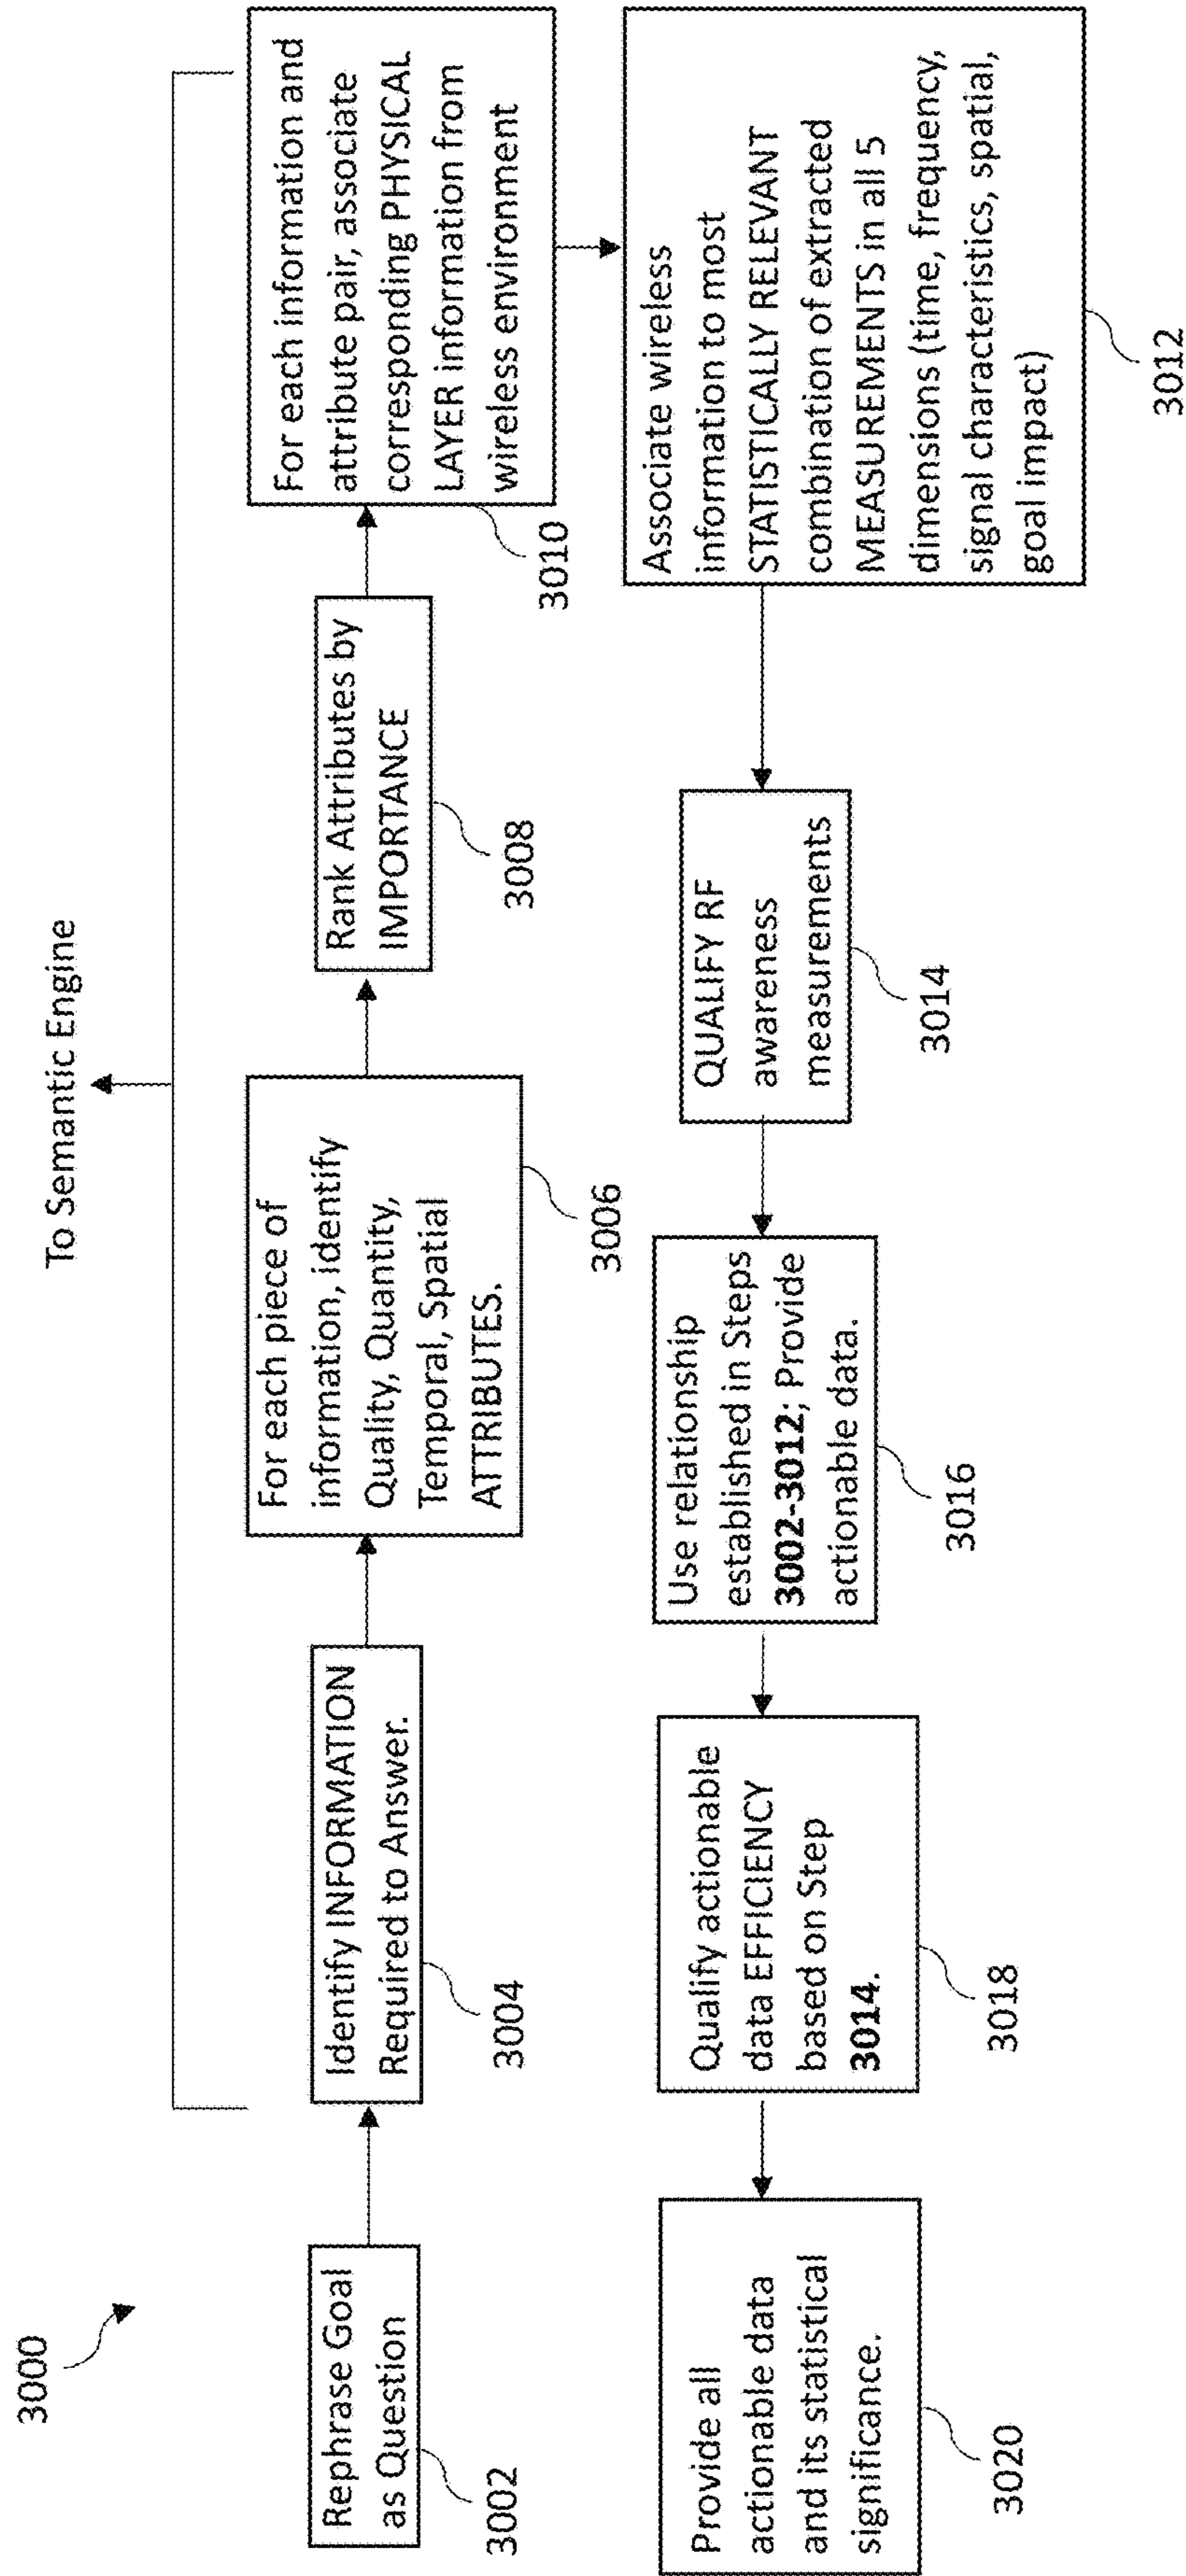 3000
To Semantic Engine
Rephrase Goal
as Question
3002
Identify INFORMATION
Required to Answer.
3004
For each piece of
information, identify
Quality, Quantity,
Temporal, Spatial
ATTRIBUTES.
3006
Rank Attributes by
IMPORTANCE
3008
For each information and
attribute pair, associate
corresponding PHYSICAL
LAYER information from
wireless environment
3010
Associate wireless
information to most
STATISTICALLY RELEVANT
combination of extracted
MEASUREMENTS in all 5
dimensions (time, frequency,
signal characteristics, spatial,
goal impact)
3012
QUALIFY RF
awareness
measurements
3014
Use relationship
established in Steps
3002-3012; Provide
actionable data.
3016
Qualify actionable
data EFFICIENCY
based on Step
3014.
3018
Provide all
actionable data
and its statistical
significance.
3020